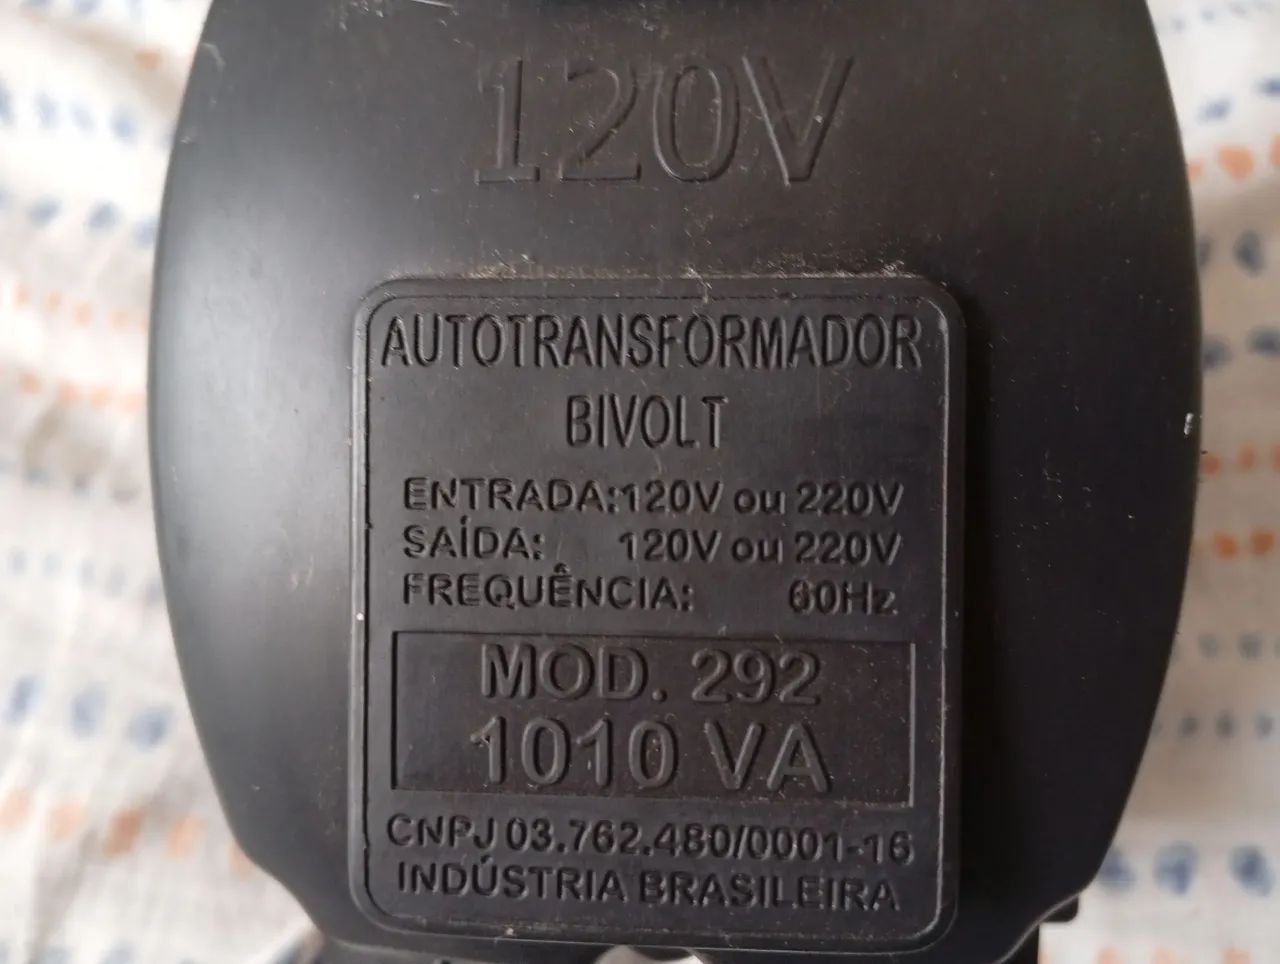 120V
AUTOTRANSFORMADOR
BIVOLT
ENTRADA:120V ou 220V
SAÍDA: 120V ou 220V
FREQUÊNCIA: 60Hz
MOD. 292
1010 VA
CNPJ 03.762.480/0001-16
INDÚSTRIA BRASILEIRA